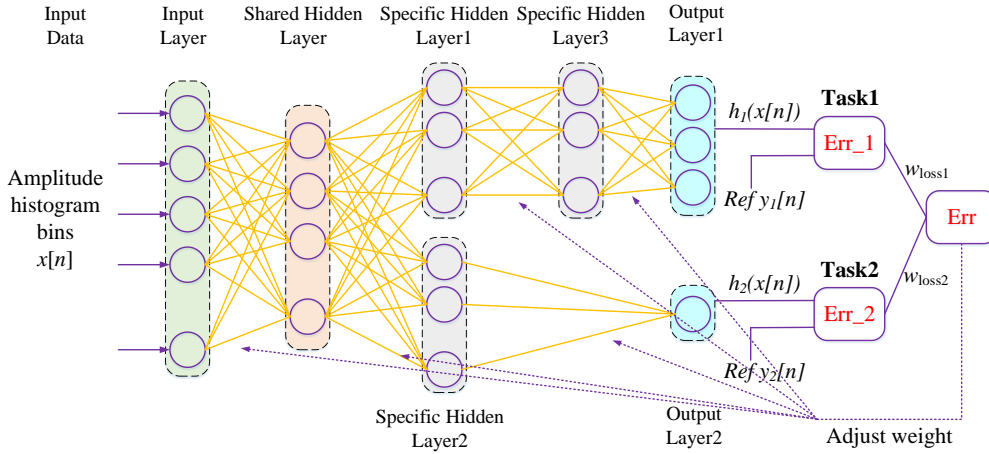 Input
Data
Input
Layer
Shared Hidden
Layer
Specific Hidden
Layer1
Specific Hidden
Layer3
Output
Layer1
Amplitude
histogram
bins
x[n]
h1(x[n])
Task1
Err_1
Ref y1[n]
wloss1
Err
h2(x[n])
Task2
Err_2
Ref y2[n]
wloss2
Specific Hidden
Layer2
Output
Layer2
Adjust weight